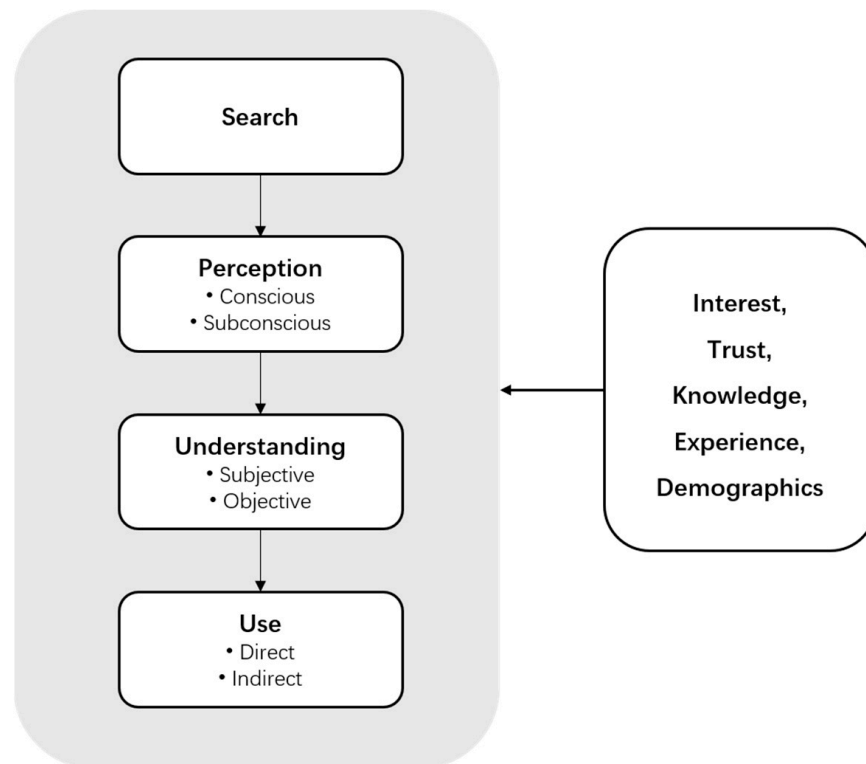 Search
Perception
• Conscious
• Subconscious
Understanding
• Subjective
• Objective
Use
• Direct
• Indirect
Interest,
Trust,
Knowledge,
Experience,
Demographics